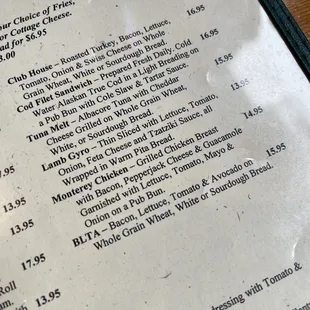 our Choice of Fries,
or Cottage Cheese.
ad for $6.95
3.00
Club House – Roasted Turkey, Bacon, Lettuce, 16.95
Tomato, Onion & Swiss Cheese on Whole
Grain Wheat, White or Sourdough Bread.
Cod Filet Sandwich – Prepared Fresh Daily. Cold 16.95
Water Alaskan True Cod in a Light Breading on
a Pub Bun with Cole Slaw & Tartar Sauce.
Tuna Melt – Albacore Tuna with Cheddar 15.95
Cheese Grilled on Whole Grain Wheat,
White, or Sourdough Bread.
Lamb Gyro – Thin Sliced with Lettuce, Tomato, 13.95
Onion, Feta Cheese and Tzatziki Sauce, all
Wrapped in Warm Pita Bread.
Monterey Chicken – Grilled Chicken Breast 14.95
with Bacon, Pepperjack Cheese & Guacamole
Garnished with Lettuce, Tomato, Mayo &
Onion on a Pub Bun.
BLTA – Bacon, Lettuce, Tomato & Avocado on 15.95
Whole Grain Wheat, White or Sourdough Bread.
13.95
13.95
17.95
Roll
um.
with 13.95
dressing with Tomato &